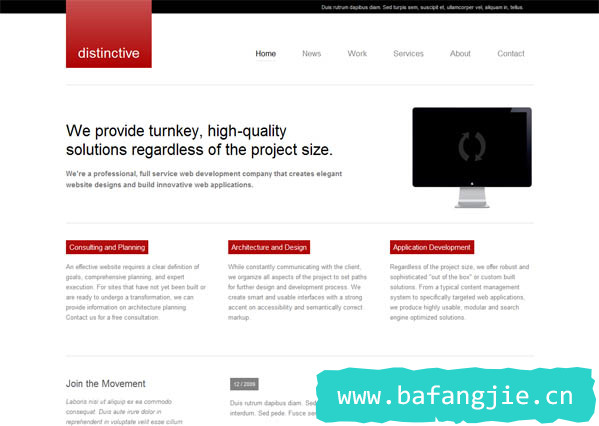 Duis rutrum dapibus diam. Sed turpis sem, suscipit et, ullamcorper vel, aliquam in, tellus.
distinctive
Home News Work Services About Contact
We provide turnkey, high-quality
solutions regardless of the project size.
We're a professional, full service web development company that creates elegant
website designs and build innovative web applications.
Consulting and Planning
An effective website requires a clear definition of
goals, comprehensive planning, and expert
execution. For sites that have not yet been built or
are ready to undergo a transformation, we can
provide information on architecture planning.
Contact us for a free consultation.
Architecture and Design
While constantly communicating with the client,
we organize all aspects of the project to set paths
for further design and development process. We
create smart and usable interfaces with a strong
accent on accessibility and semantically correct
markup.
Application Development
Regardless of the project size, we offer robust and
sophisticated "out of the box" or custom built
solutions. From a typical content management
system to specifically targeted web applications,
we produce highly usable, modular and search
engine optimized solutions.
Join the Movement
Laboris nisi ut aliquip ex ea commodo
consequat. Duis aute irure dolor in
reprehenderit in voluptate velit esse cillum
12 / 2009
Duis rutrum dapibus diam. Sed
interdum. Sed pede. Fusce
www.bafangjie.cn